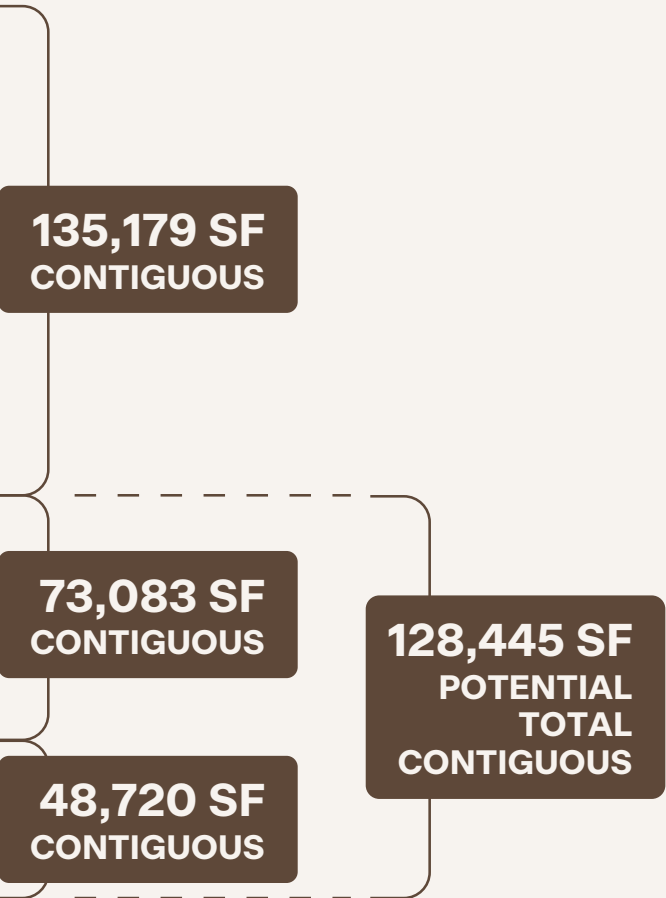 135,179 SF
CONTIGUOUS
73,083 SF
CONTIGUOUS
128,445 SF
POTENTIAL
TOTAL
CONTIGUOUS
48,720 SF
CONTIGUOUS